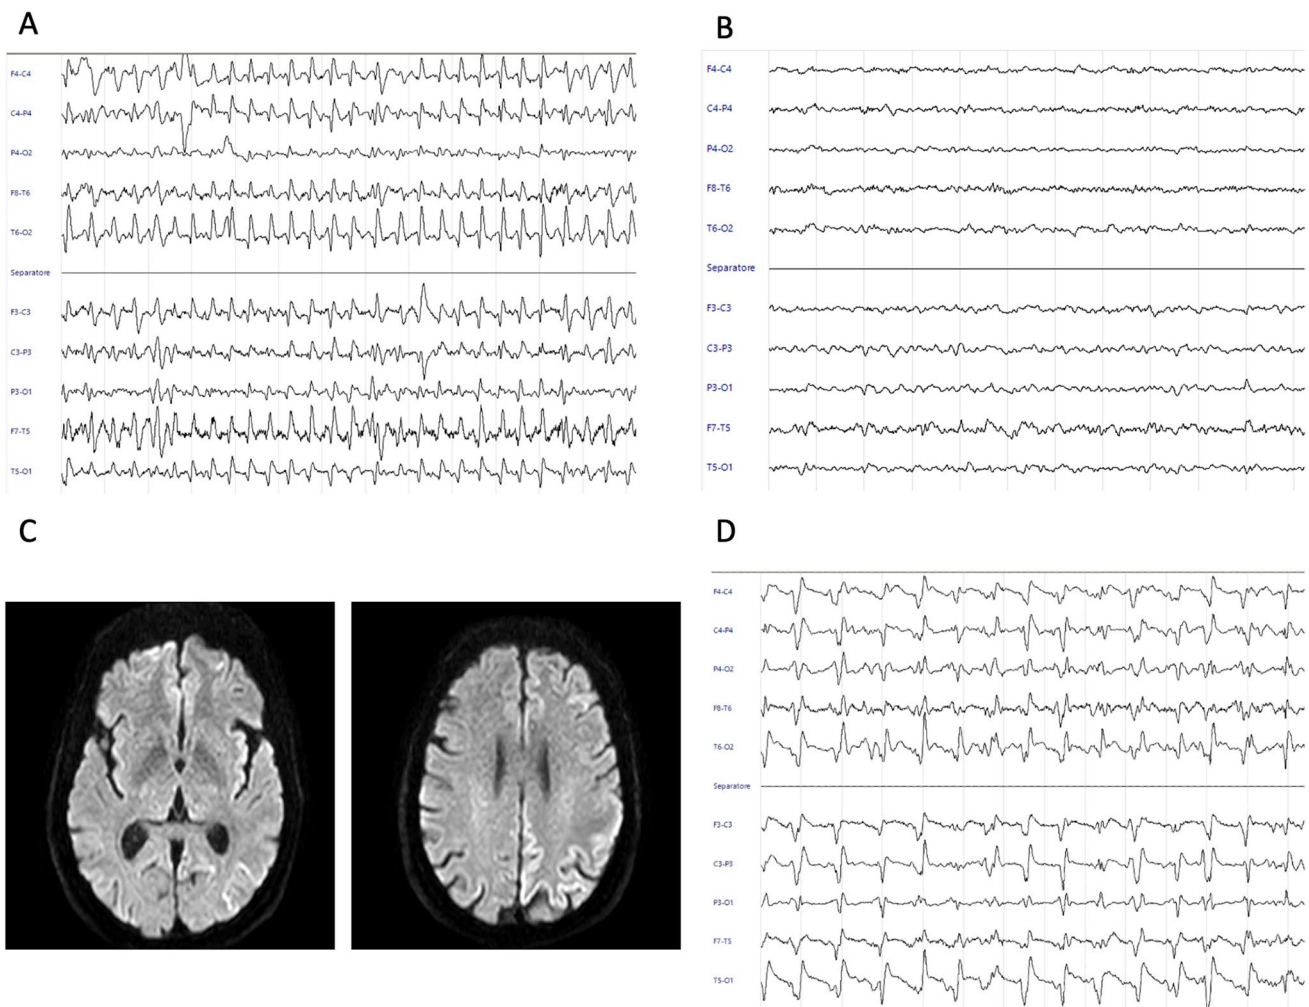 A
F4-C4
C4-P4
P4-O2
F8-T6
T6-O2
Separatore
F3-C3
C3-P3
P3-O1
F7-T5
T5-O1
B
F4-C4
C4-P4
P4-O2
F8-T6
T6-O2
Separatore
F3-C3
C3-P3
P3-O1
F7-T5
T5-O1
C
D
F4-C4
C4-P4
P4-O2
F8-T6
T6-O2
Separatore
F3-C3
C3-P3
P3-O1
F7-T5
T5-O1